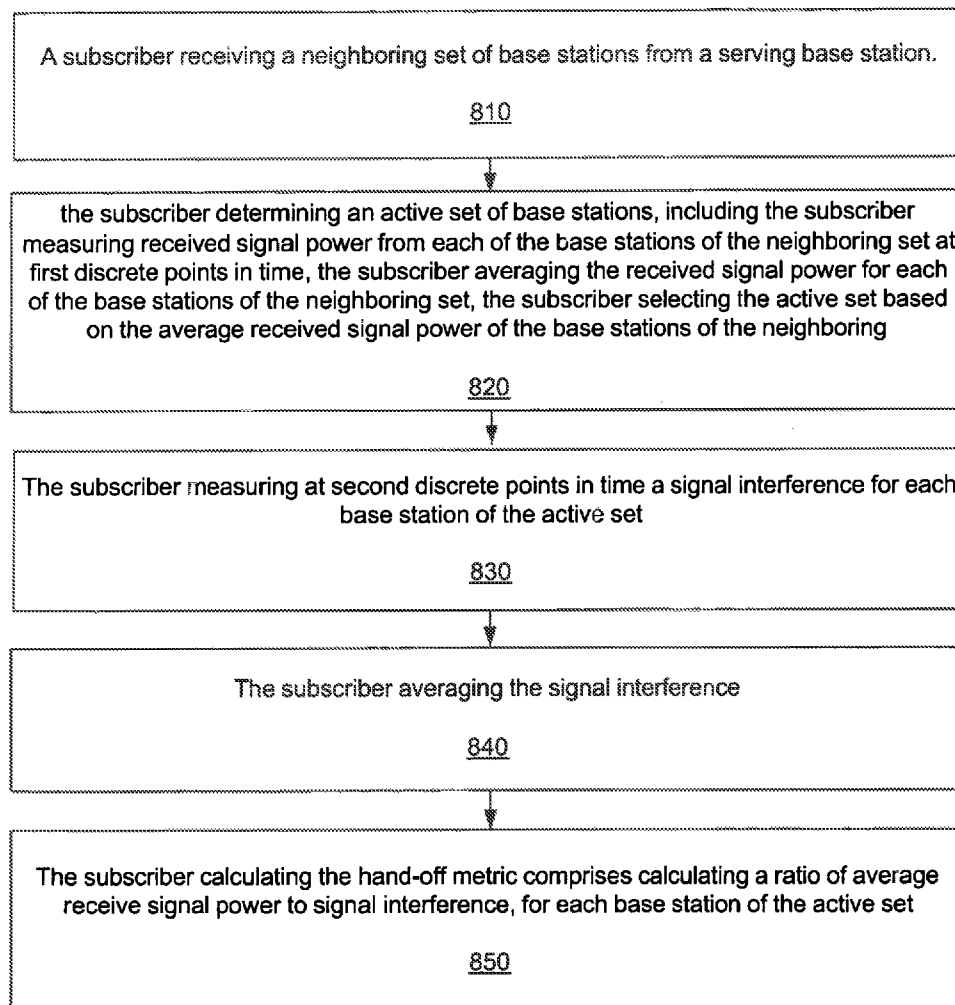 A subscriber receiving a neighboring set of base stations from a serving base station.
810
the subscriber determining an active set of base stations, including the subscriber
measuring received signal power from each of the base stations of the neighboring set at
first discrete points in time, the subscriber averaging the received signal power for each
of the base stations of the neighboring set, the subscriber selecting the active set based
on the average received signal power of the base stations of the neighboring
820
The subscriber measuring at second discrete points in time a signal interference for each
base station of the active set
830
The subscriber averaging the signal interference
840
The subscriber calculating the hand-off metric comprises calculating a ratio of average
receive signal power to signal interference, for each base station of the active set
850